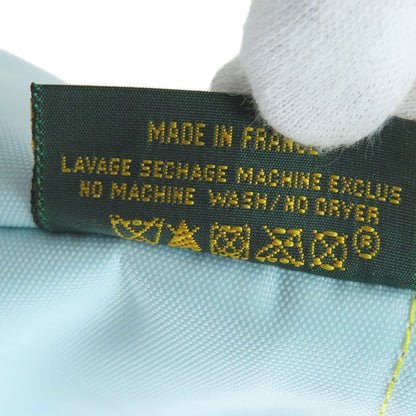 MADE IN FRANCE
LAVAGE SECHAGE MACHINE EXCLUS
NO MACHINE WASH/NO DRYER
®